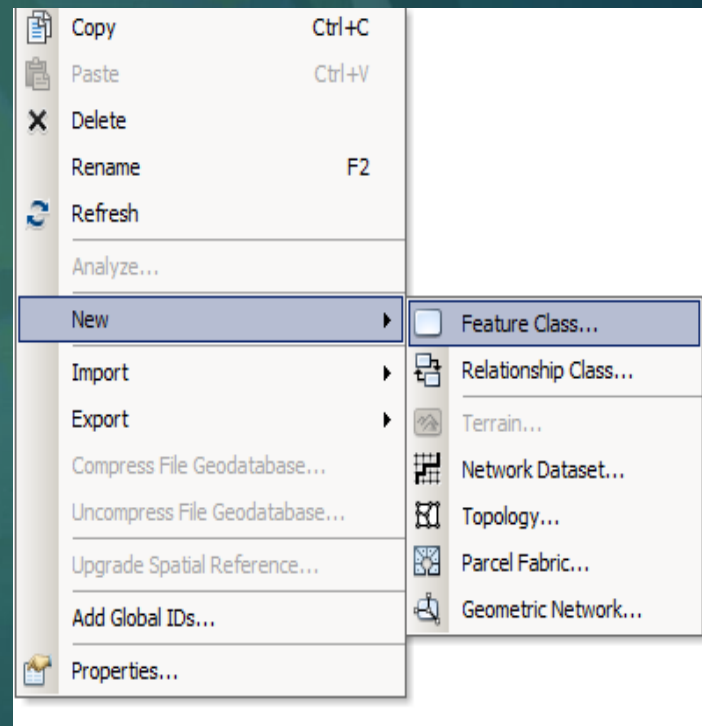 Copy Ctrl+C
Paste Ctrl+V
Delete
Rename F2
Refresh
Analyze...
New
Import
Export
Compress File Geodatabase...
Uncompress File Geodatabase...
Upgrade Spatial Reference...
Add Global IDs...
Properties...
Feature Class...
Relationship Class...
Terrain...
Network Dataset...
Topology...
Parcel Fabric...
Geometric Network...